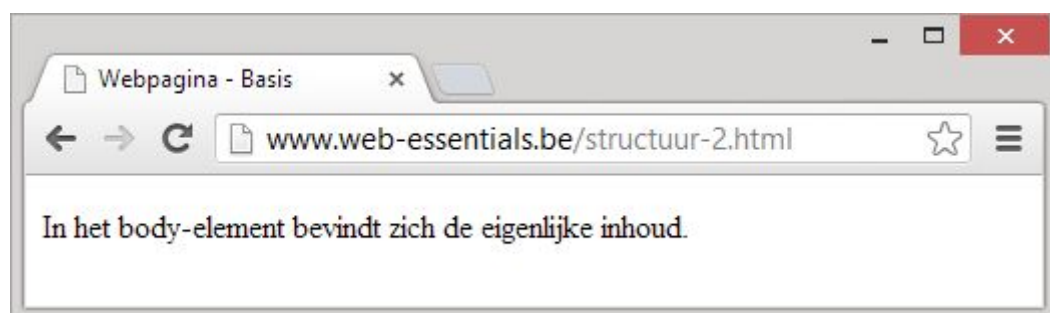 Webpagina - Basis
www.web-essentials.be/structuur-2.html
In het body-element bevindt zich de eigenlijke inhoud.